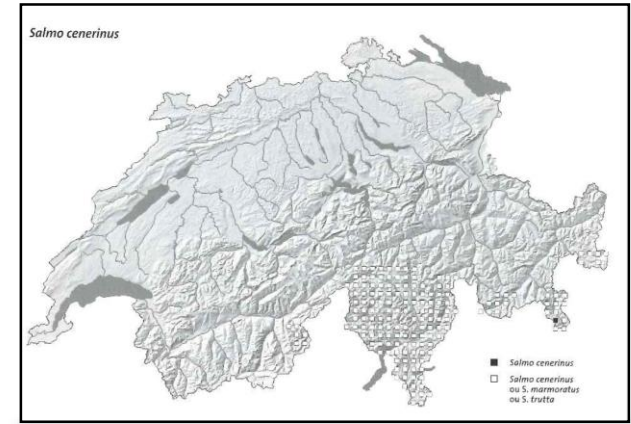 Salmo cenerinus
Salmo cenerinus
Salmo cenerinus
ou S. marmoratus
ou S. trutta